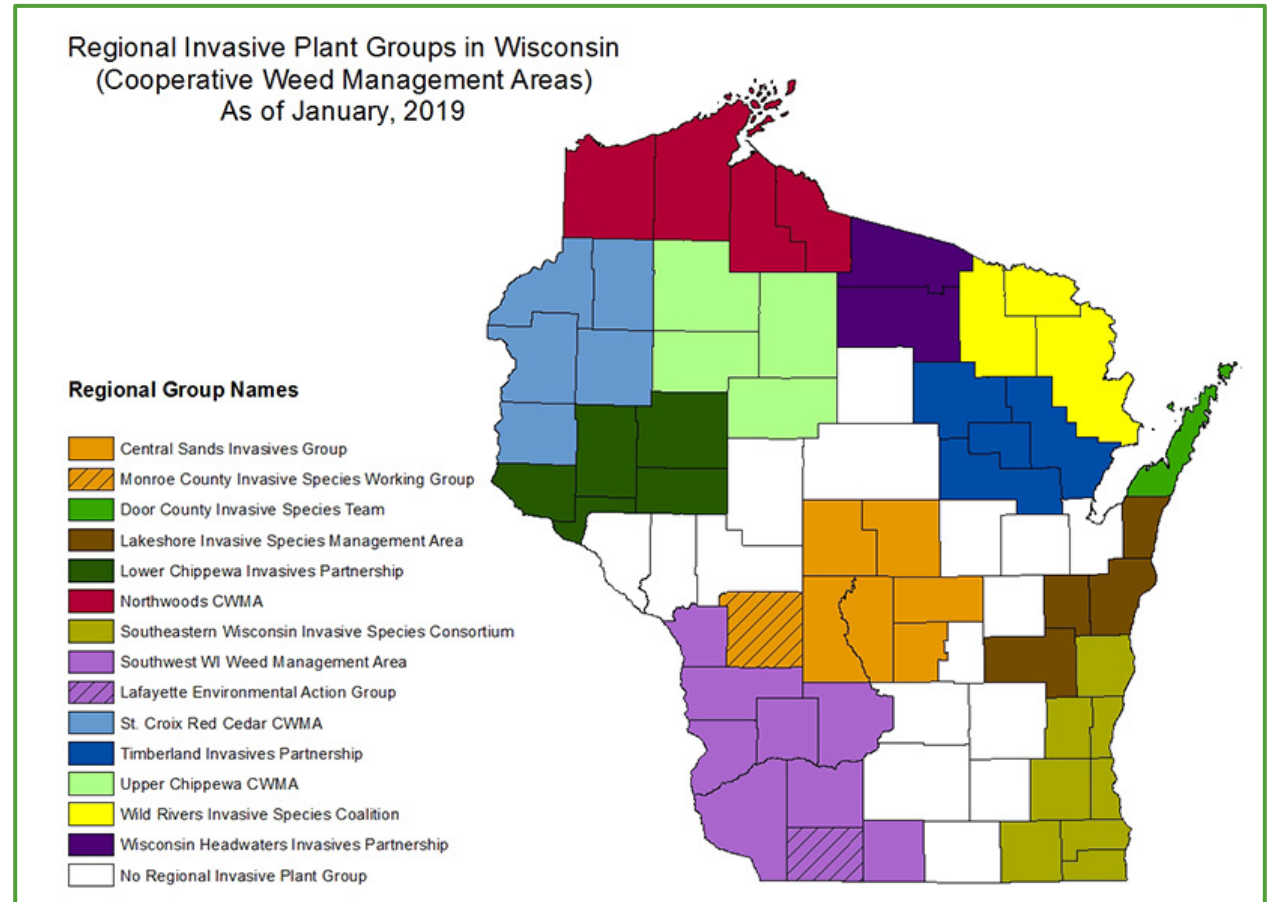 Regional Invasive Plant Groups in Wisconsin
(Cooperative Weed Management Areas)
As of January, 2019
Regional Group Names
Central Sands Invasives Group
Monroe County Invasive Species Working Group
Door County Invasive Species Team
Lakeshore Invasive Species Management Area
Lower Chippewa Invasives Partnership
Northwoods CWMA
Southeastern Wisconsin Invasive Species Consortium
Southwest WI Weed Management Area
Lafayette Environmental Action Group
St. Croix Red Cedar CWMA
Timberland Invasives Partnership
Upper Chippewa CWMA
Wild Rivers Invasive Species Coalition
Wisconsin Headwaters Invasives Partnership
No Regional Invasive Plant Group